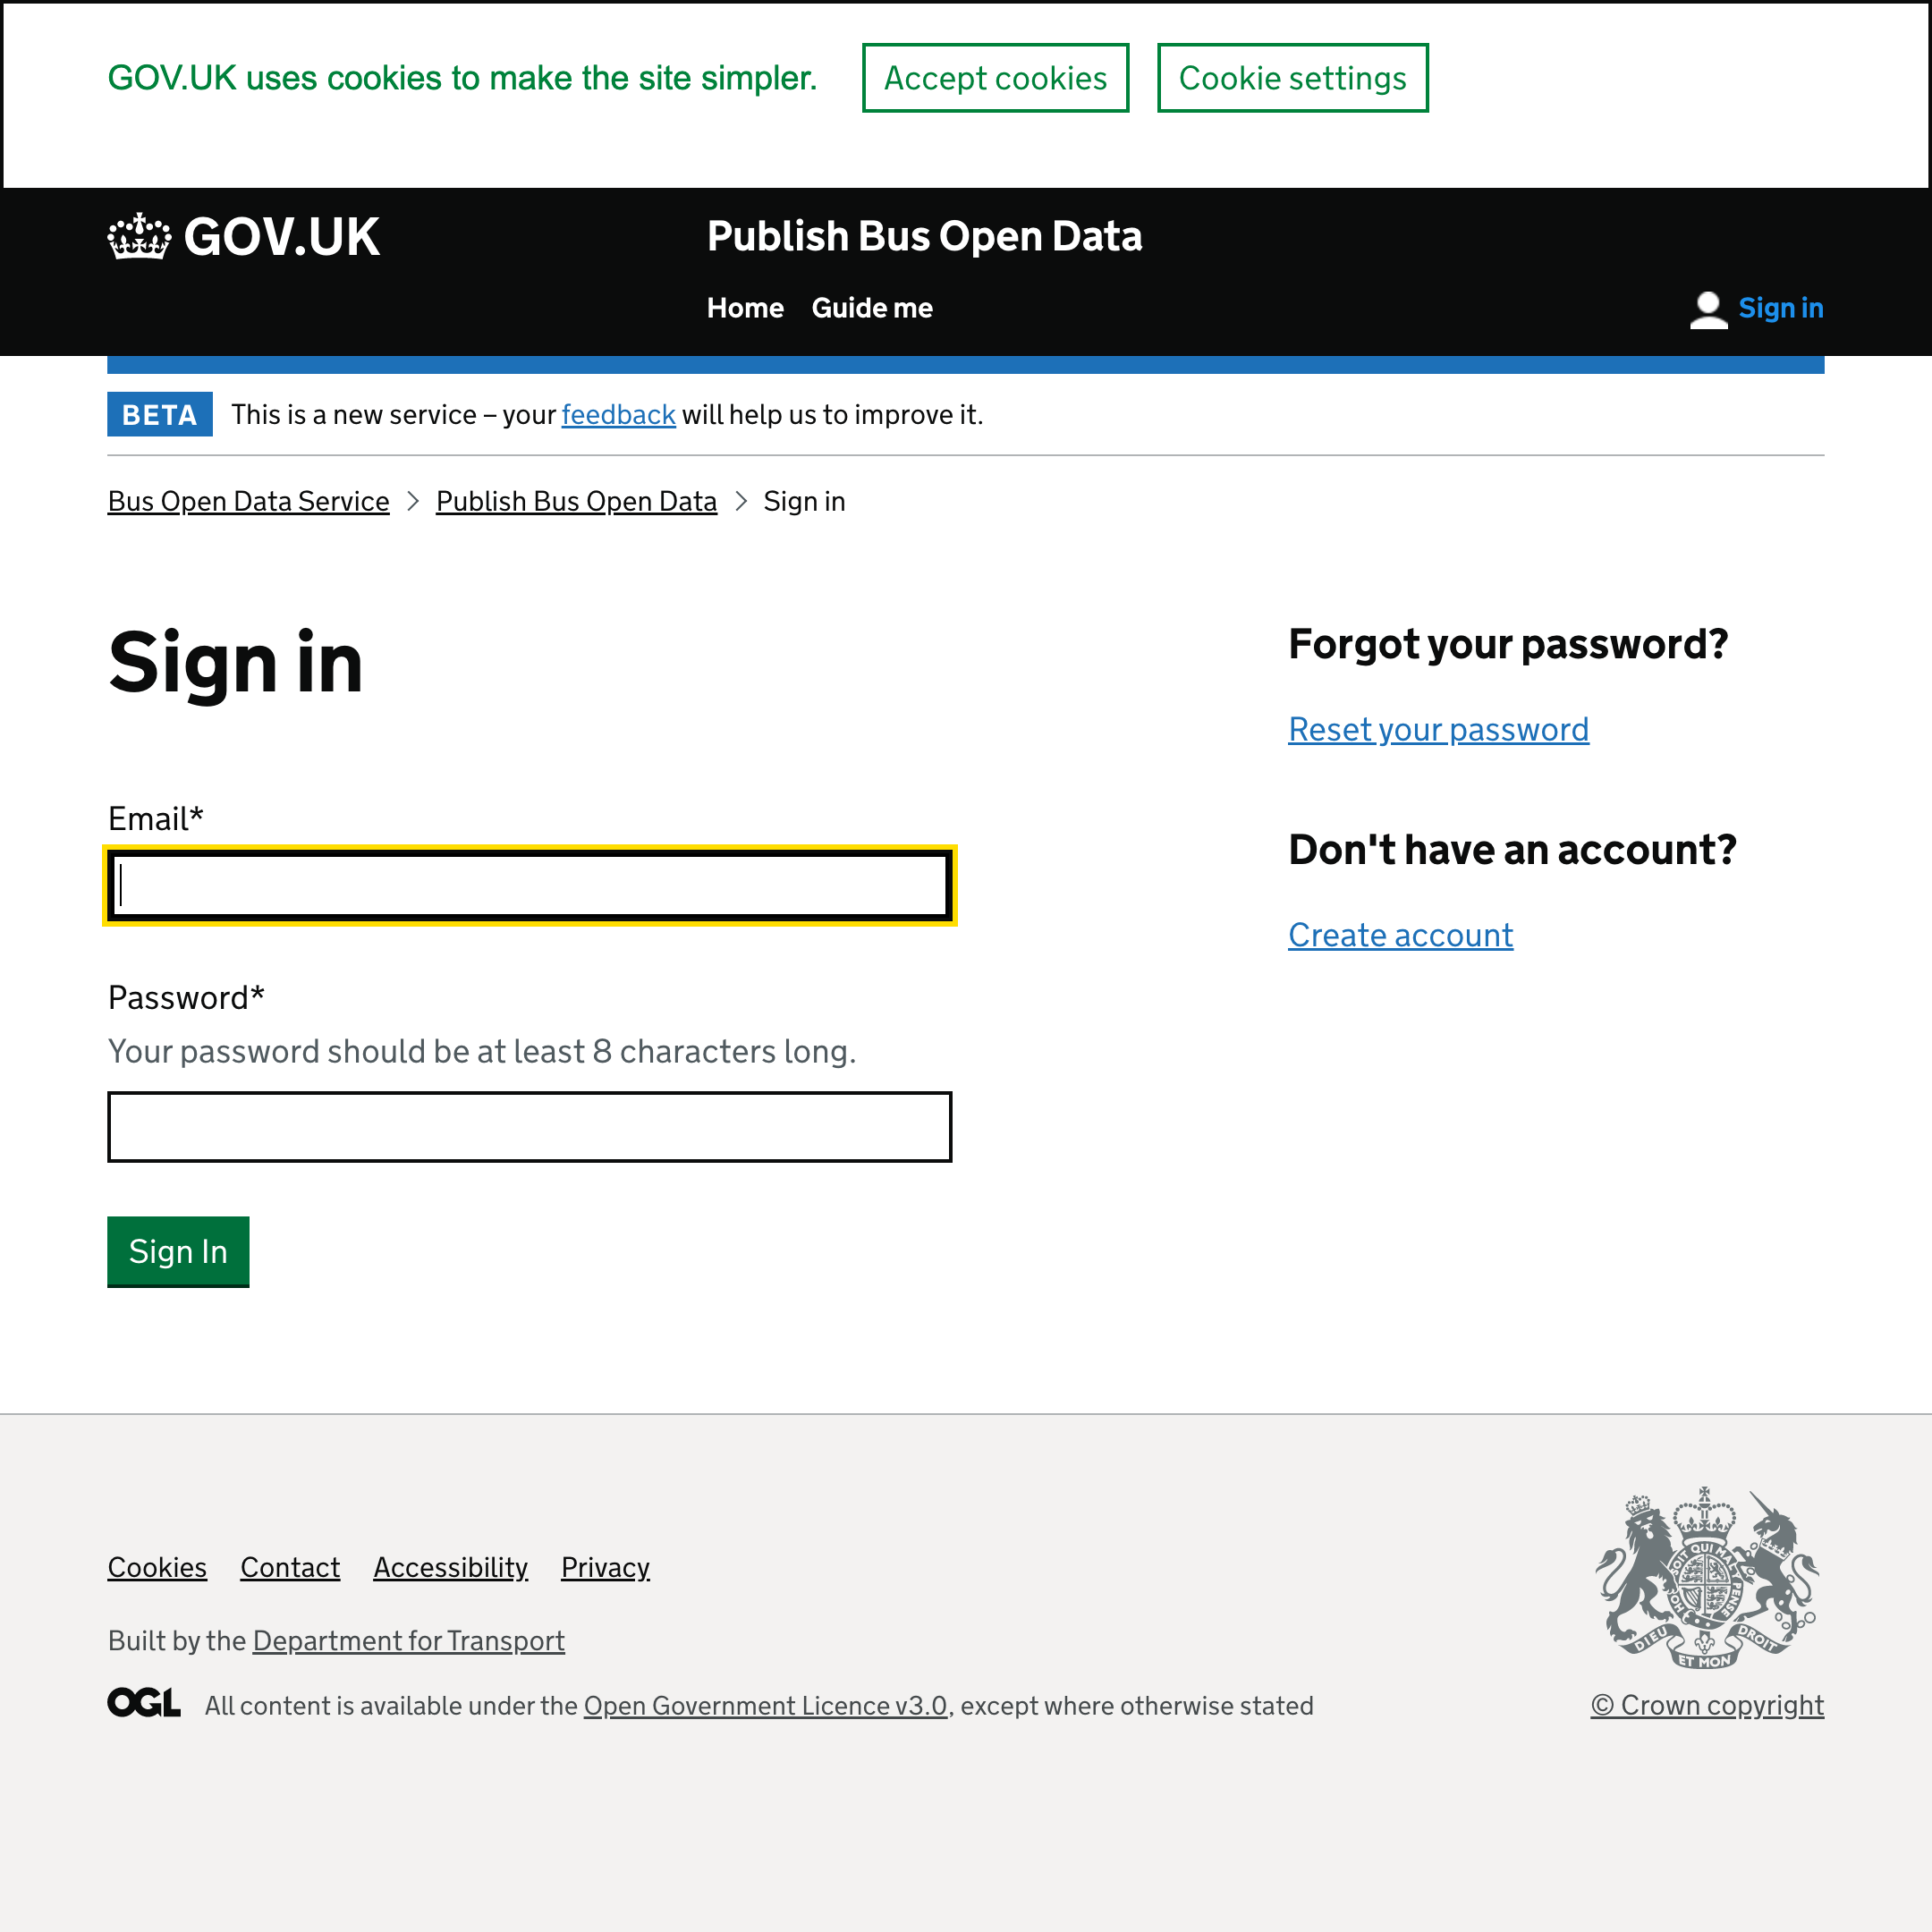 GOV.UK uses cookies to make the site simpler. Accept cookies Cookie settings
GOV.UK Publish Bus Open Data
Home Guide me Sign in
BETA This is a new service – your feedback will help us to improve it.
Bus Open Data Service Publish Bus Open Data Sign in
Sign in
Email*
Password*
Your password should be at least 8 characters long.
Sign In
Forgot your password?
Reset your password
Don't have an account?
Create account
Cookies Contact Accessibility Privacy
Built by the Department for Transport
OGL All content is available under the Open Government Licence v3.0, except where otherwise stated
DIEU ET MON DROIT
© Crown copyright